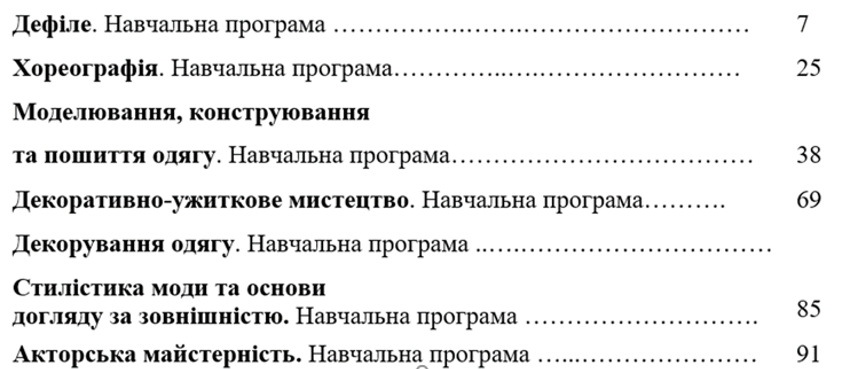 Дефіле. Навчальна програма ……………..…….…………………… 7
Хореографія. Навчальна програма…………..….…………………… 25
Моделювання, конструювання
та пошиття одягу. Навчальна програма……………………………… 38
Декоративно-ужиткове мистецтво. Навчальна програма………. 69
Декорування одягу. Навчальна програма ..….…………………………
Стилістика моди та основи
догляду за зовнішністю. Навчальна програма ………………………. 85
Акторська майстерність. Навчальна програма …...………………… 91